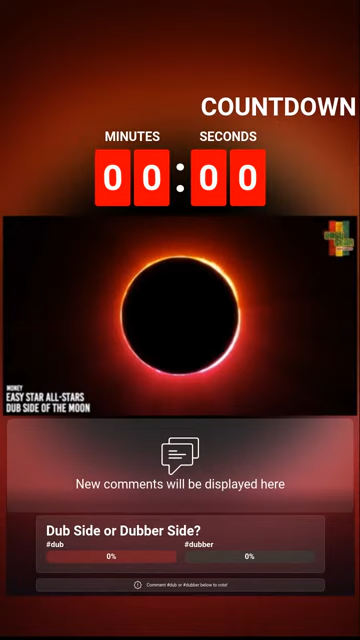 COUNTDOWN
MINUTES SECONDS
00:00
MONEY
EASY STAR ALL-STARS
DUB SIDE OF THE MOON
New comments will be displayed here
Dub Side or Dubber Side?
#dub #dubber
0% 0%
Comment #dub or #dubber below to vote!